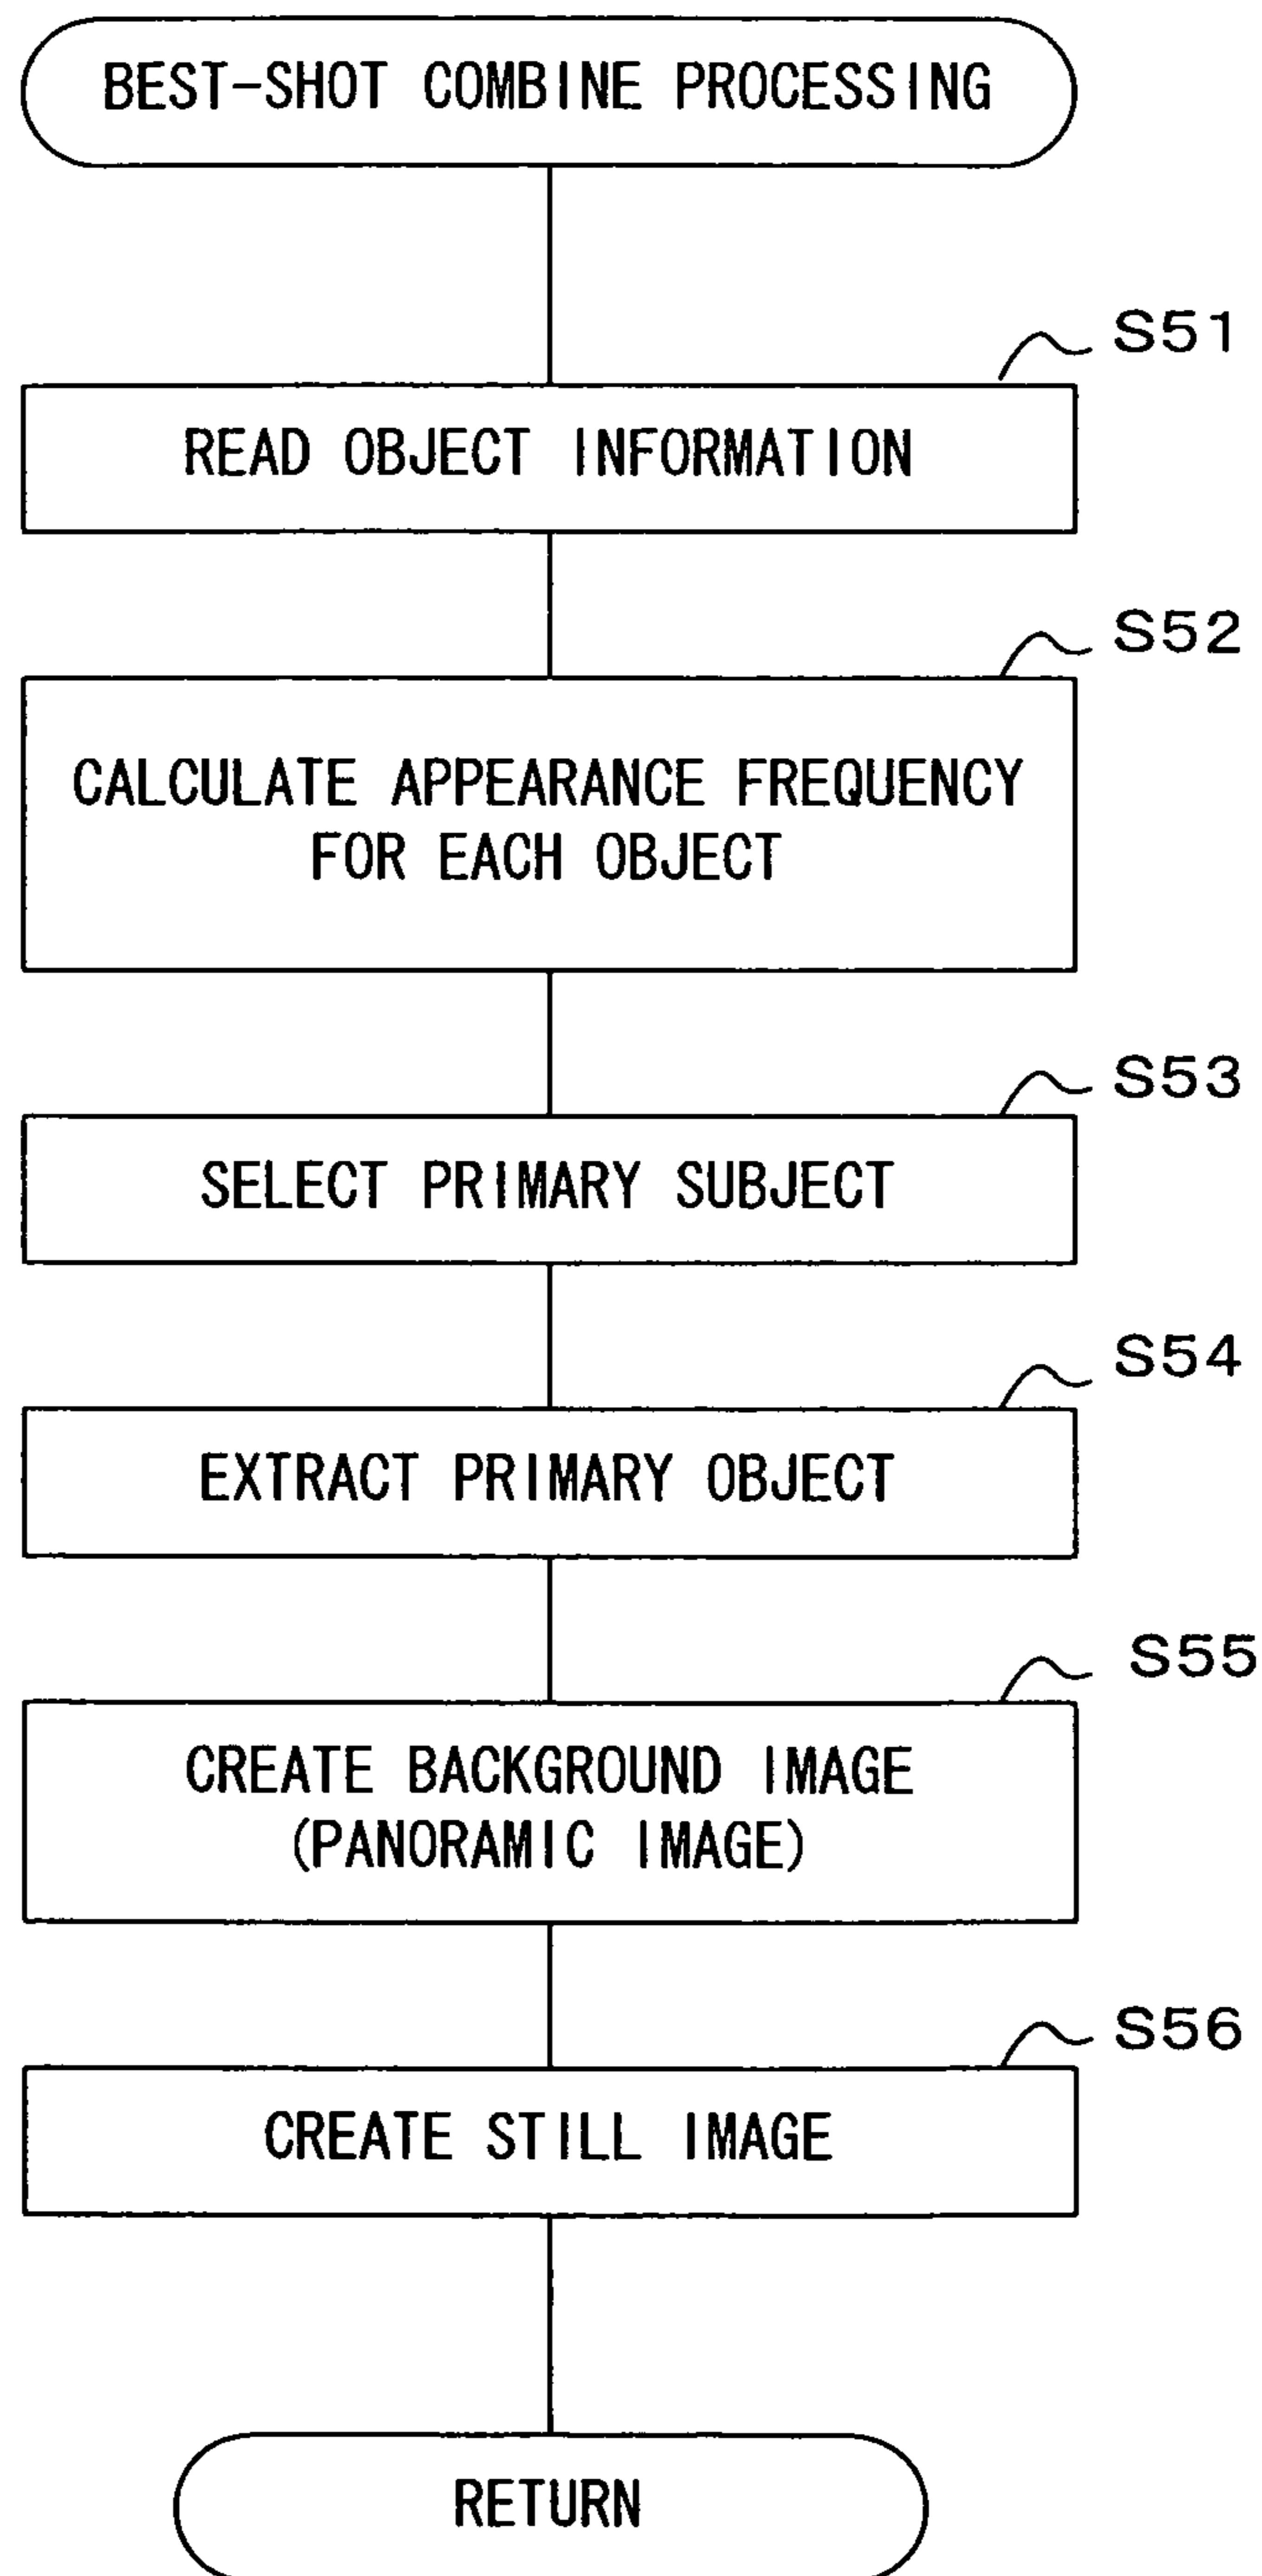 BEST-SHOT COMBINE PROCESSING
S51
READ OBJECT INFORMATION
S52
CALCULATE APPEARANCE FREQUENCY
FOR EACH OBJECT
S53
SELECT PRIMARY SUBJECT
S54
EXTRACT PRIMARY OBJECT
S55
CREATE BACKGROUND IMAGE
(PANORAMIC IMAGE)
S56
CREATE STILL IMAGE
RETURN